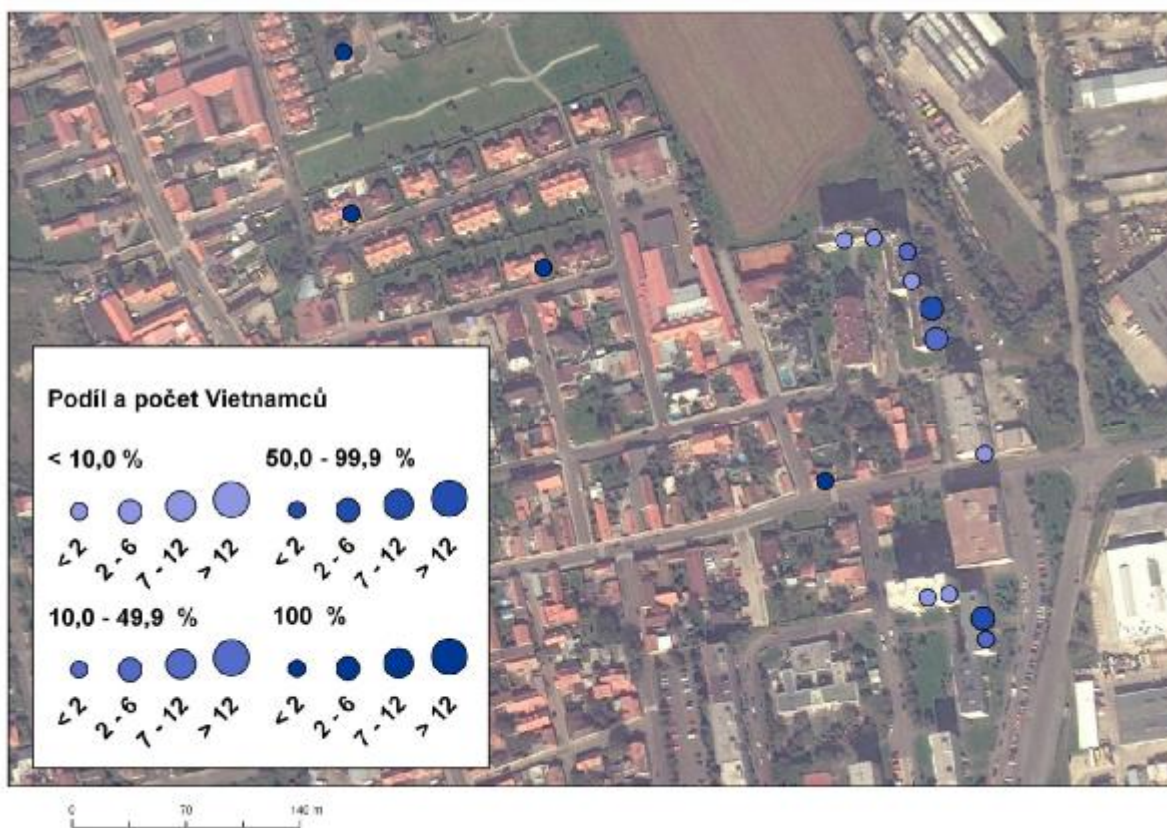 Podíl a počet Vietnamců
< 10,0 % 50,0 - 99,9 %
< 2 2 - 6 7 - 12 > 12 < 2 2 - 6 7 - 12 > 12
10,0 - 49,9 % 100 %
< 2 2 - 6 7 - 12 > 12 < 2 2 - 6 7 - 12 > 12
0 70 140 m